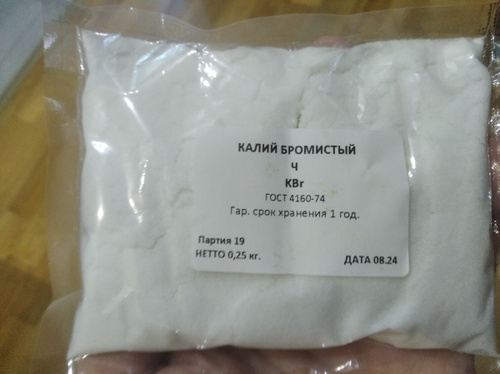 КАЛИЙ БРОМИСТЫЙ
Ч
KBr
ГОСТ 4160-74
Гар. срок хранения 1 год.
Партия 19
НЕТТО 0,25 кг.
ДАТА 08.24